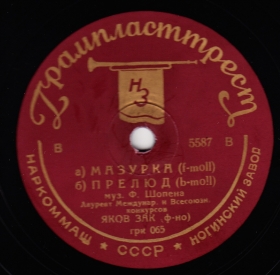 Грампласттрест
НЗ
В 5587 В
а) МАЗУРКА (f-moll)
б) ПРЕЛЮД (b-moll)
муз. Ф. Шопена
Лауреат Междунар. и Всесоюзн.
конкурсов
ЯКОВ ЗАК ф-но)
грк 065
НАРКОММАШ ★ СССР ★ НОГИНСКИЙ ЗАВОД